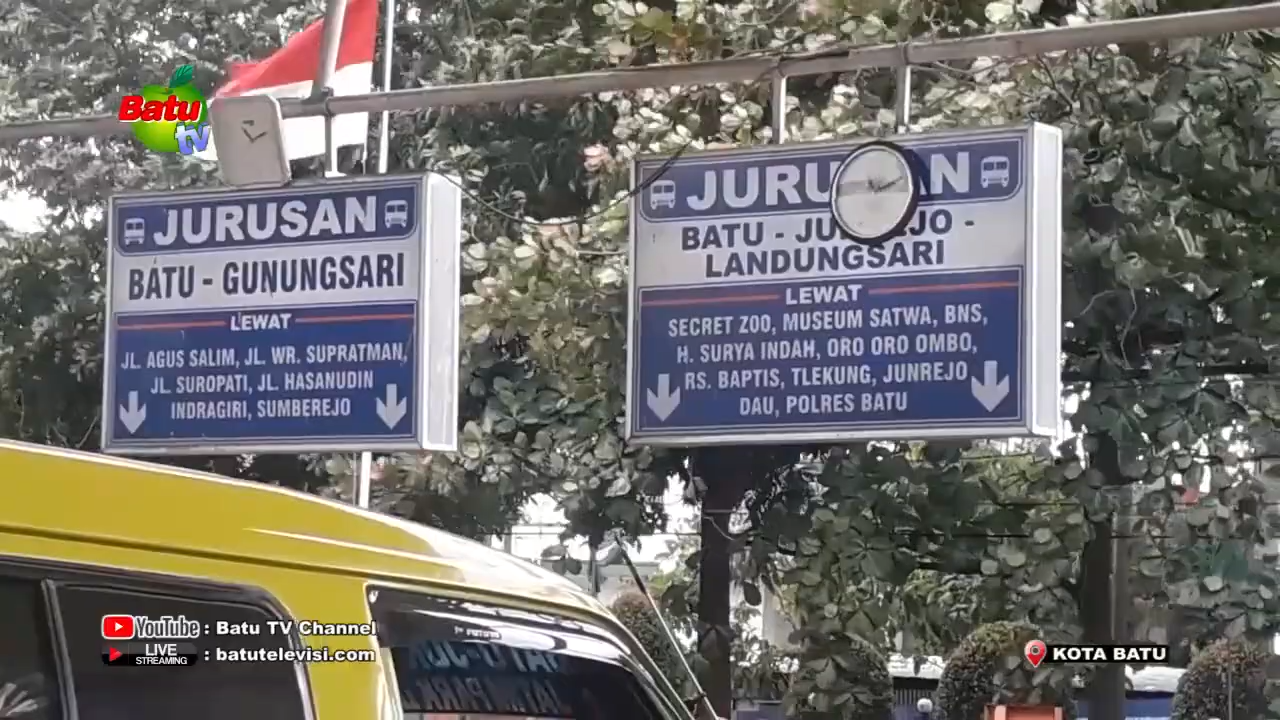 Batu
tv
JURUSAN
BATU - GUNUNGSARI
LEWAT
JL. AGUS SALIM, JL. WR. SUPRATMAN,
JL. SUROPATI, JL. HASANUDIN
INDRAGIRI, SUMBEREJO
BATU -
LANDUNGSARI
LEWAT
SECRET ZOO, MUSEUM SATWA, BNS,
H. SURYA INDAH, ORO ORO OMBO,
RS. BAPTIS, TLEKUNG, JUNREJO
DAU, POLRES BATU
YouTube : Batu TV Channel
LIVE STREAMING : batutelevisi.com
KOTA BATU